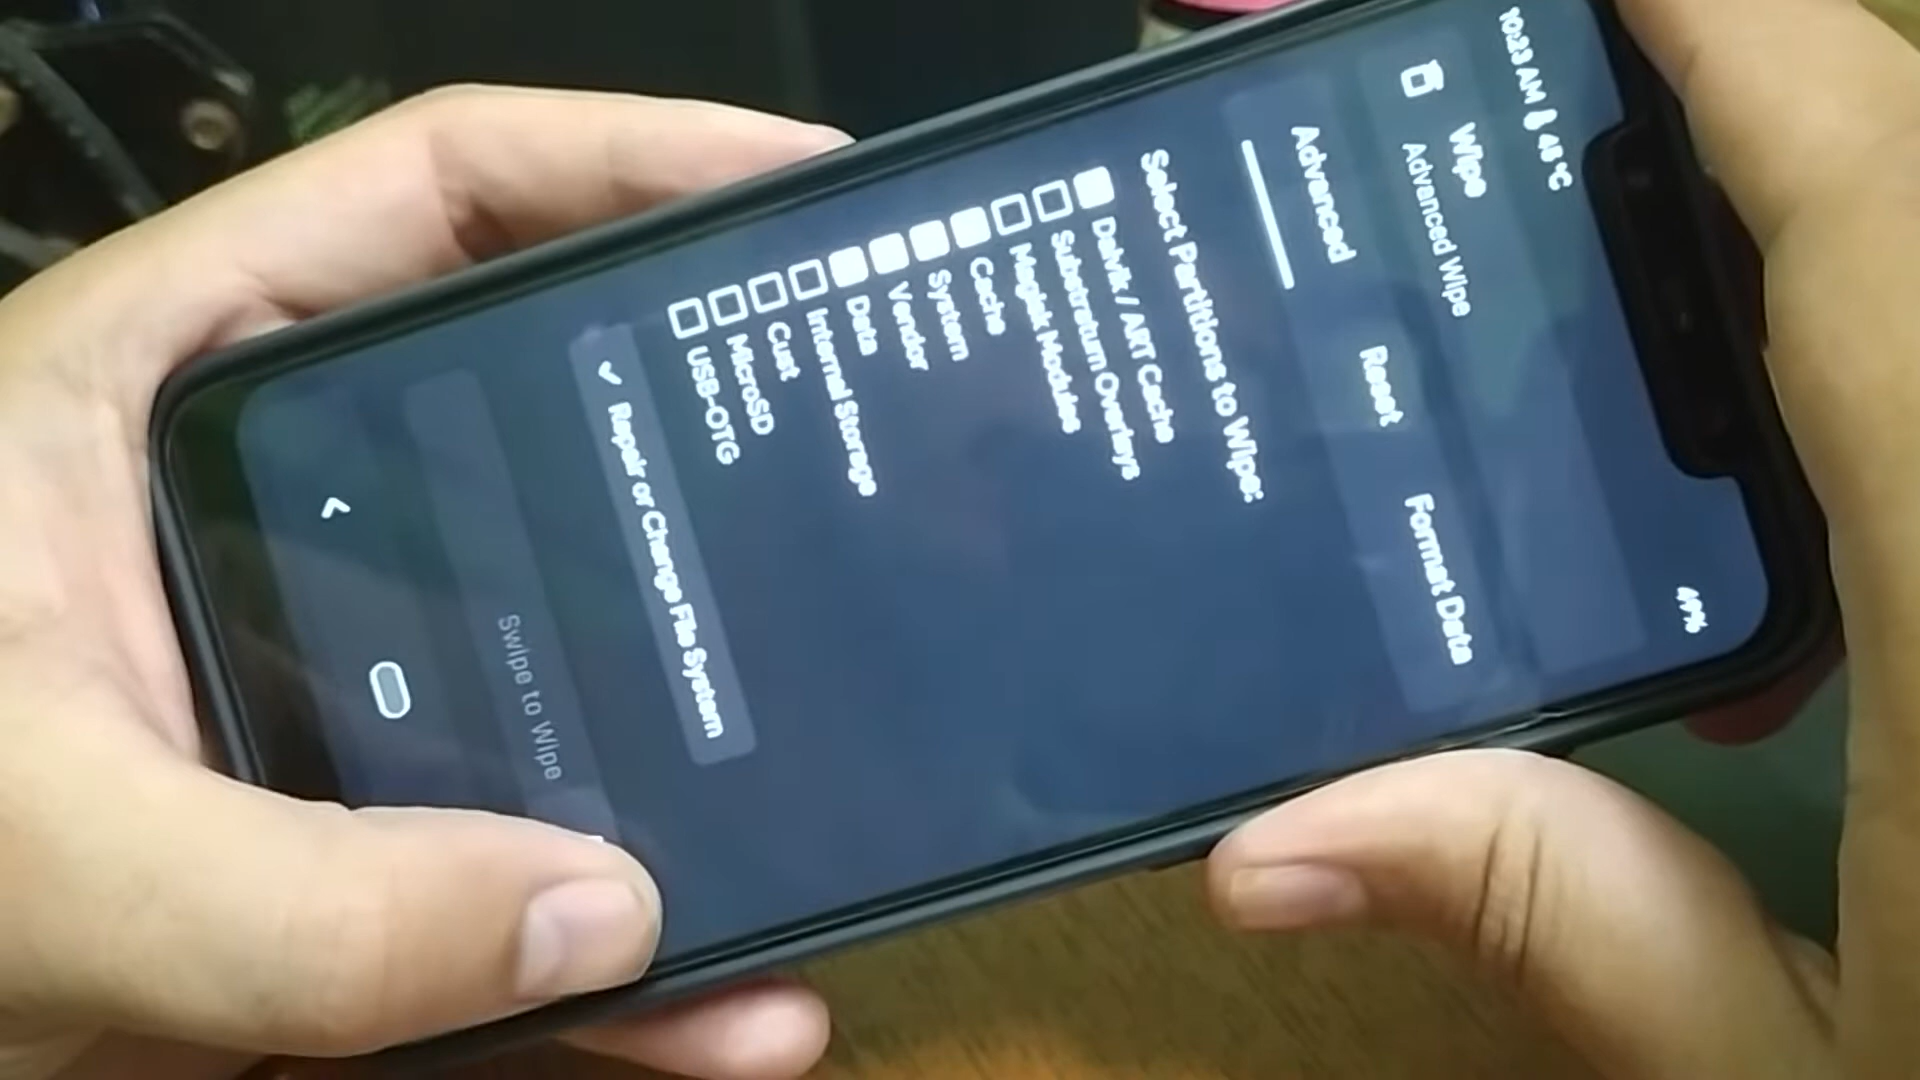 10:23 AM 48 °C 49%
Wipe
Advanced Wipe
Advanced Reset Format Data
Select Partitions to Wipe:
Dalvik / ART Cache
Substratum Overlays
Magisk Modules
Cache
System
Vendor
Data
Internal Storage
Cust
MicroSD
USB-OTG
Repair or Change File System
Swipe to Wipe